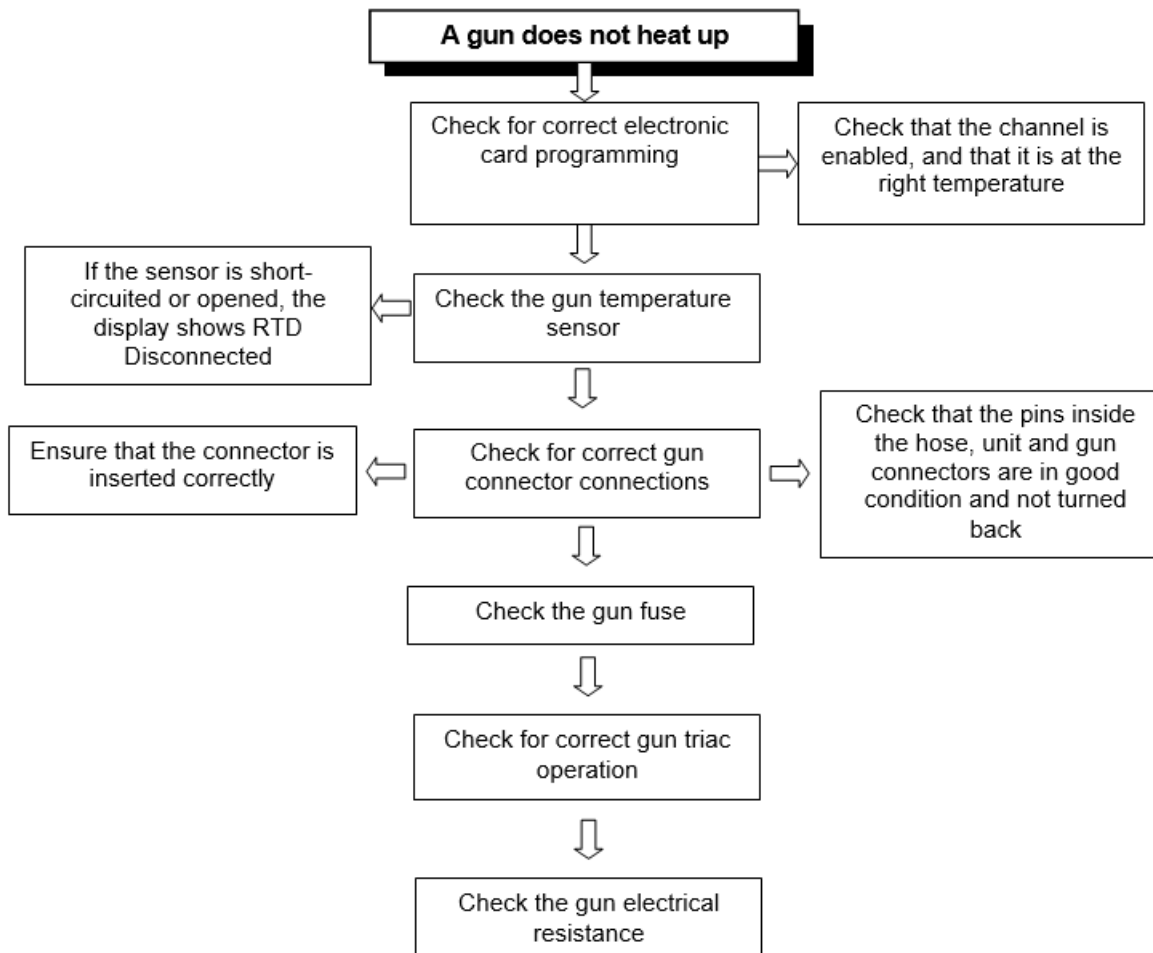 A gun does not heat up
Check for correct electronic
card programming
Check that the channel is
enabled, and that it is at the
right temperature
If the sensor is short-
circuited or opened, the
display shows RTD
Disconnected
Check the gun temperature
sensor
Ensure that the connector is
inserted correctly
Check for correct gun
connector connections
Check that the pins inside
the hose, unit and gun
connectors are in good
condition and not turned
back
Check the gun fuse
Check for correct gun triac
operation
Check the gun electrical
resistance